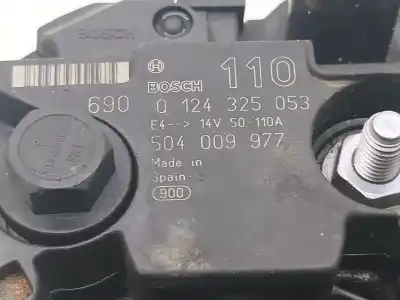 BOSCH
BOSCH 110
690 0 124 325 053
E4--> 14V 50-110A
504 009 977
Made in
Spain
900